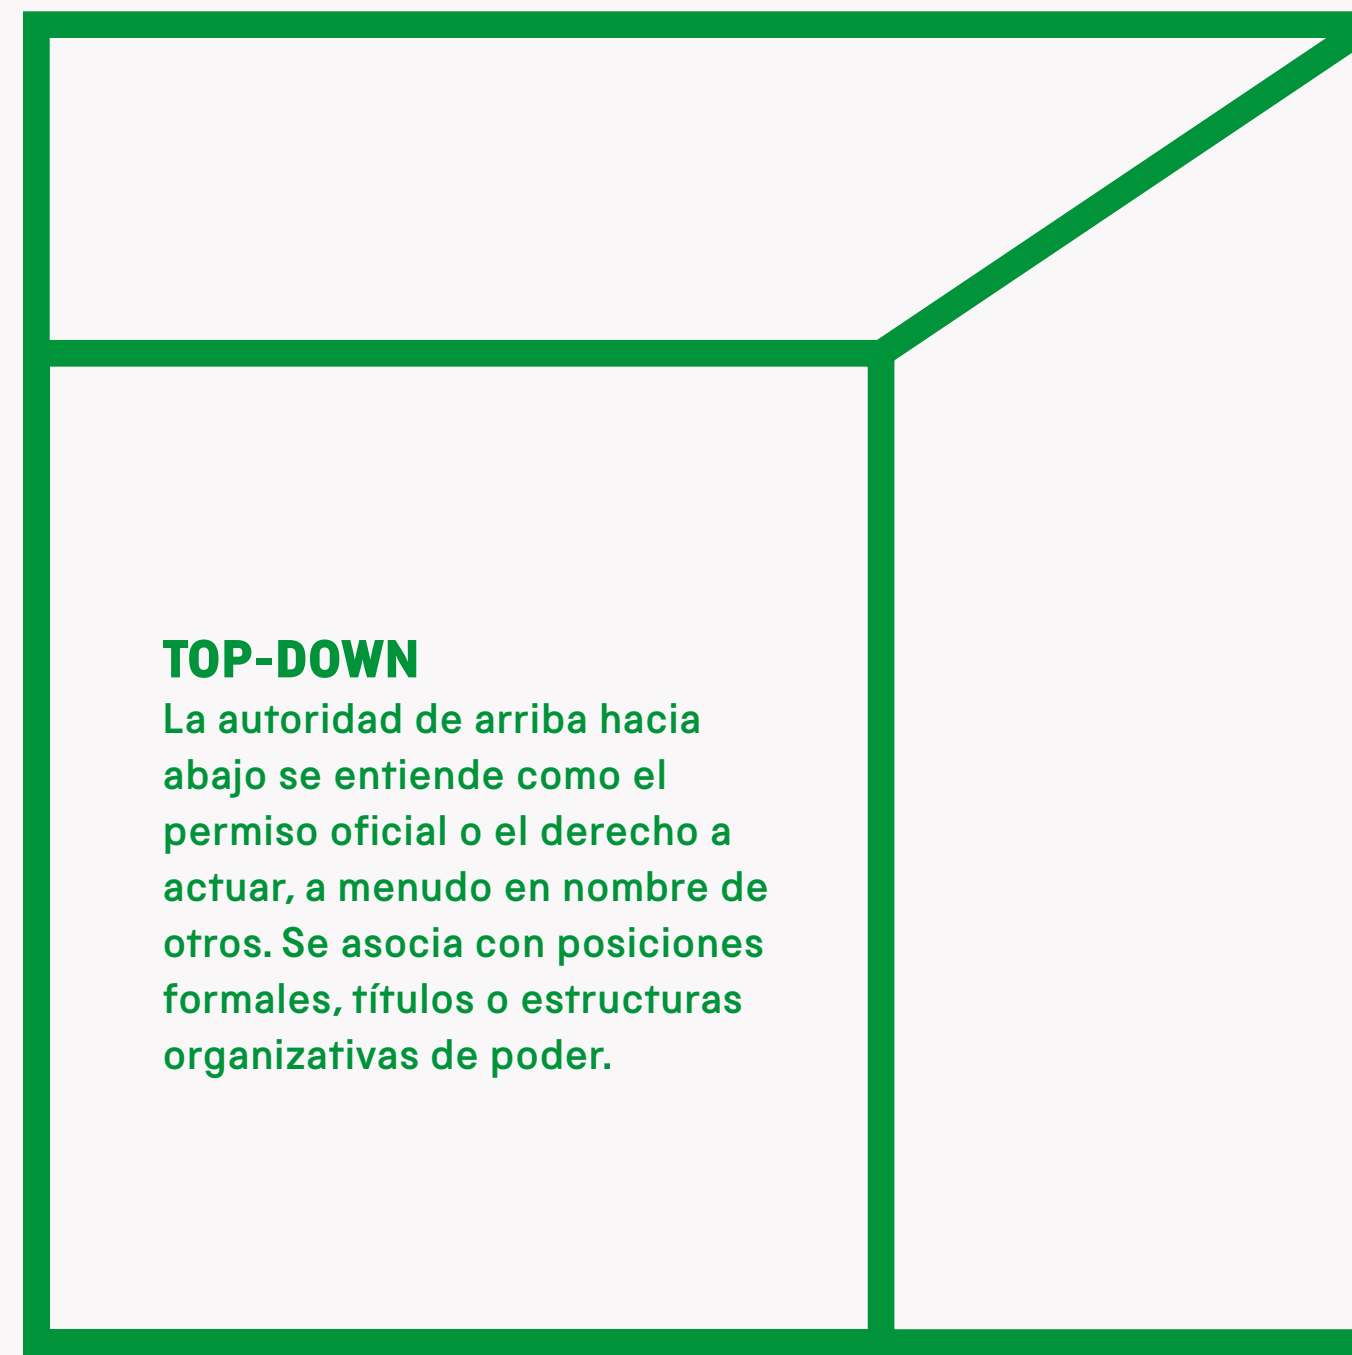 TOP-DOWN
La autoridad de arriba hacia
abajo se entiende como el
permiso oficial o el derecho a
actuar, a menudo en nombre de
otros. Se asocia con posiciones
formales, títulos o estructuras
organizativas de poder.